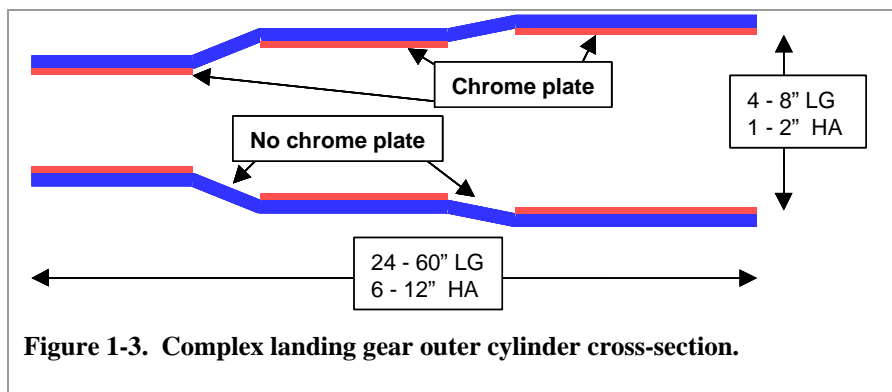 Chrome plate
4 - 8” LG
1 - 2” HA
No chrome plate
24 - 60” LG
6 - 12” HA
Figure 1-3. Complex landing gear outer cylinder cross-section.